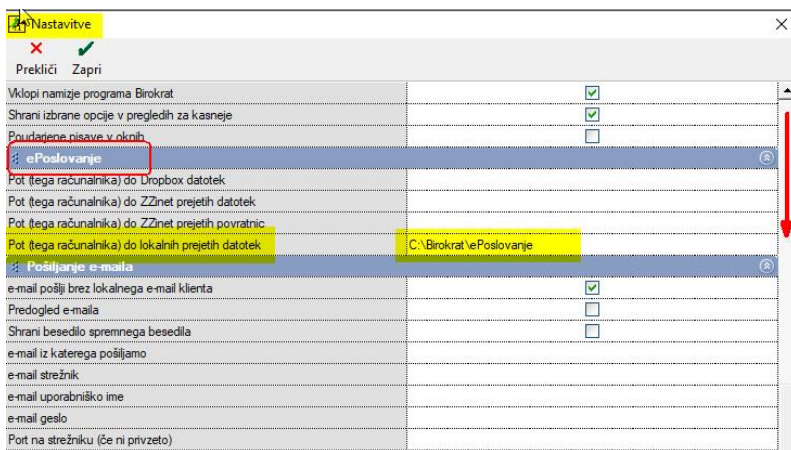 Nastavitve
Prekliči Zapri
Vklopi namizje programa Birokrat
Shrani izbrane opcije v pregledih za kasneje
Poudarjene pisave v oknih
ePoslovanje
Pot (tega računalnika) do Dropbox datotek
Pot (tega računalnika) do ZZinet prejetih datotek
Pot (tega računalnika) do ZZinet prejetih povratnic
Pot (tega računalnika) do lokalnih prejetih datotek C:\Birokrat\ePoslovanje
Pošiljanje e-maila
e-mail pošlji brez lokalnega e-mail klienta
Predogled e-maila
Shrani besedilo spremnega besedila
e-mail iz katerega pošiljamo
e-mail strežnik
e-mail uporabniško ime
e-mail geslo
Port na strežniku (če ni privzeto)